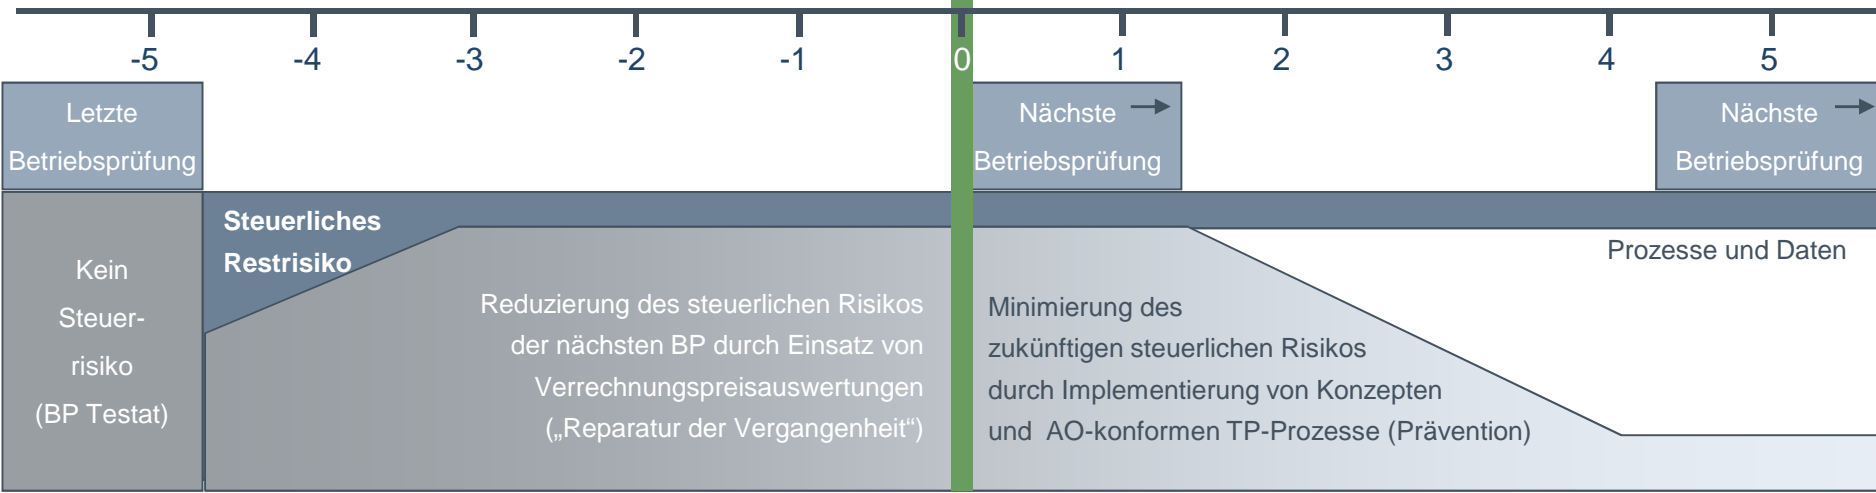 -5 -4 -3 -2 -1 0 1 2 3 4 5
Letzte
Betriebsprüfung
Nächste
Betriebsprüfung
Nächste
Betriebsprüfung
Kein
Steuer-
risiko
(BP Testat)
Steuerliches
Restrisiko
Reduzierung des steuerlichen Risikos
der nächsten BP durch Einsatz von
Verrechnungspreisauswertungen
(„Reparatur der Vergangenheit“)
Minimierung des
zukünftigen steuerlichen Risikos
durch Implementierung von Konzepten
und AO-konformen TP-Prozesse (Prävention)
Prozesse und Daten